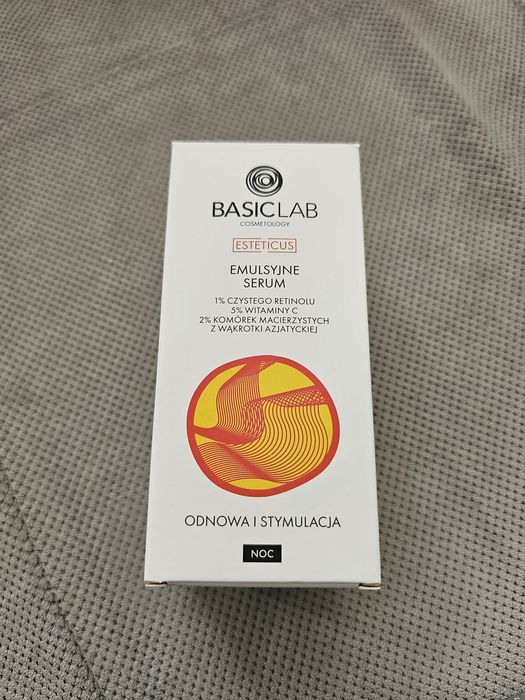 BASICLAB
COSMETOLOGY
ESTETICUS
EMULSYJNE
SERUM
1% CZYSTEGO RETINOLU
5% WITAMINY C
2% KOMÓREK MACIERZYSTYCH
Z WĄKROTKI AZJATYCKIEJ
ODNOWA I STYMULACJA
NOC